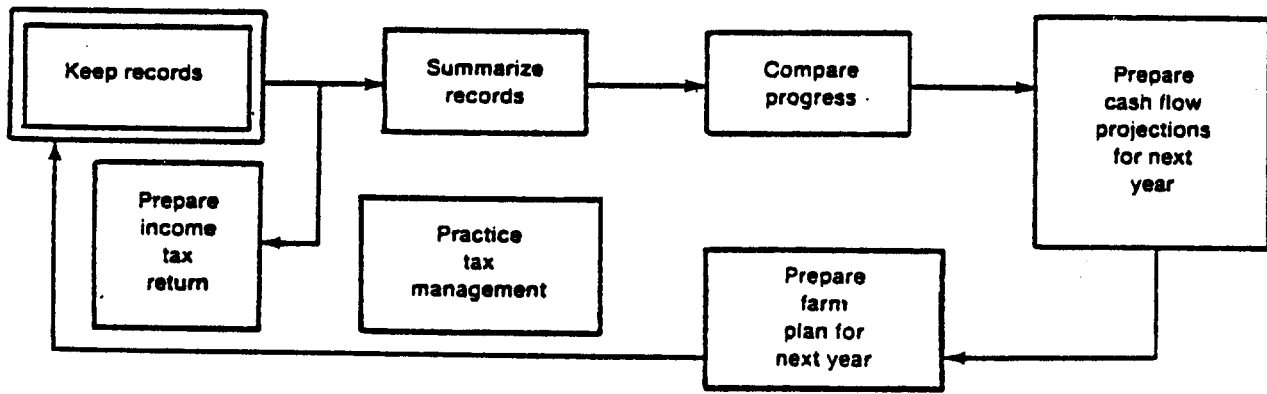 Keep records
Summarize
records
Compare
progress
Prepare
cash flow
projections
for next
year
Prepare
income
tax
return
Practice
tax
management
Prepare
farm
plan for
next year